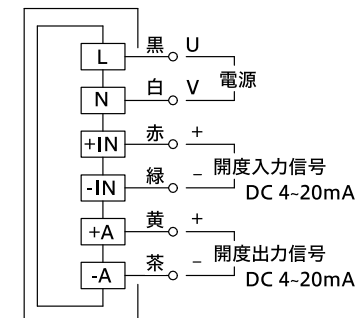 L 黒 U
N 白 V
電源
+IN 赤 +
-IN 緑 −
開度入力信号
DC 4~20mA
+A 黄 +
-A 茶 −
開度出力信号
DC 4~20mA